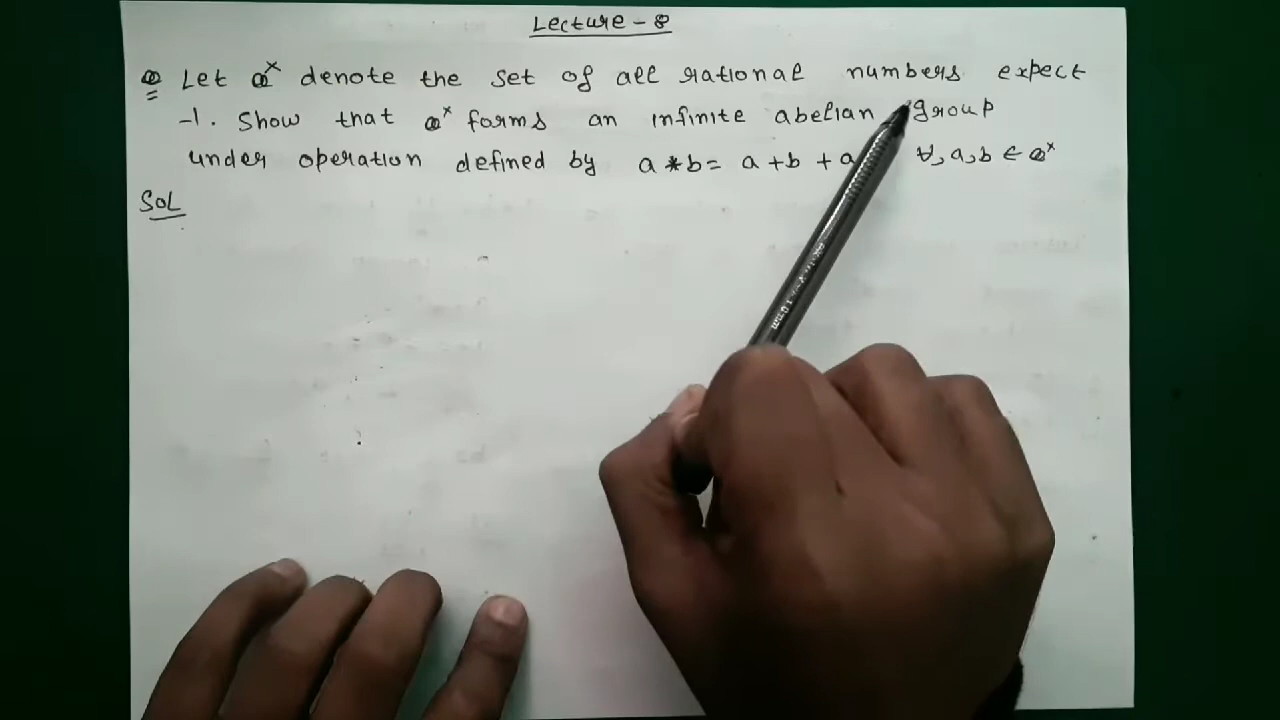 Lecture - 8
Q Let Q^x denote the set of all rational numbers expect
-1. Show that Q^x forms an infinite abelian group
under operation defined by a * b = a + b + a ∀, a, b ∈ Q^x
Sol